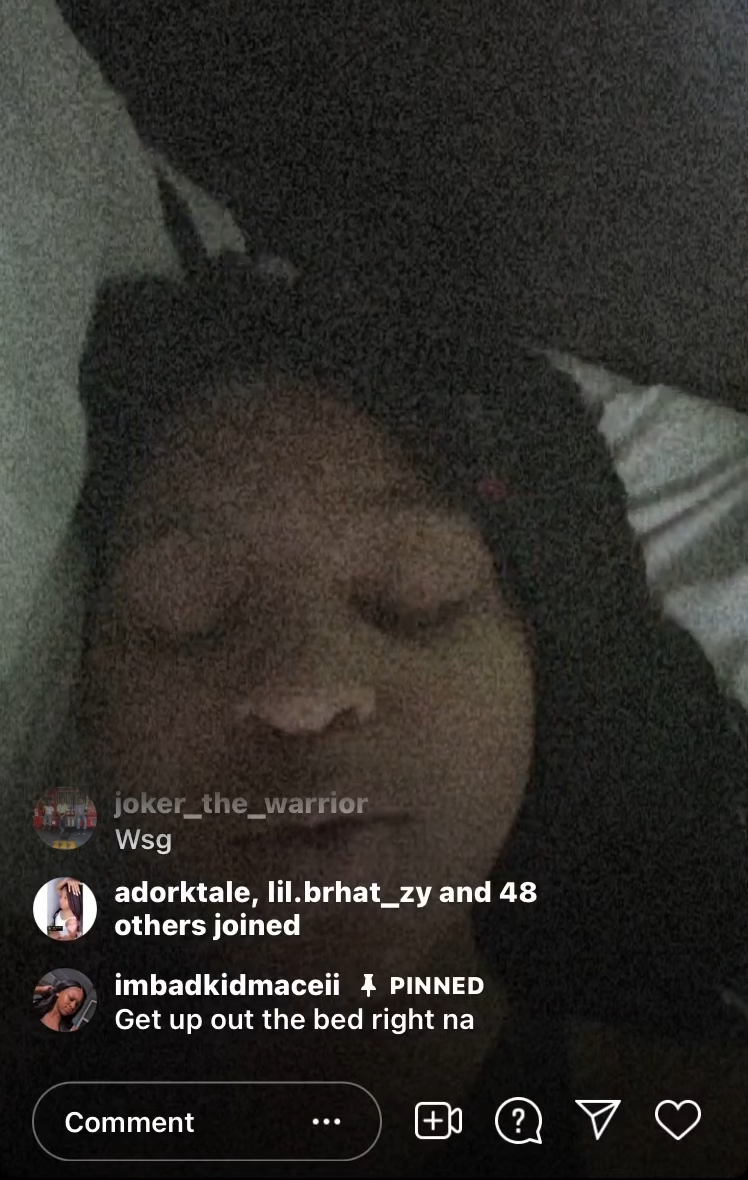 joker_the_warrior
Wsg
adorktale, lil.brhat_zy and 48
others joined
imbadkidmaceii PINNED
Get up out the bed right na
Comment ...